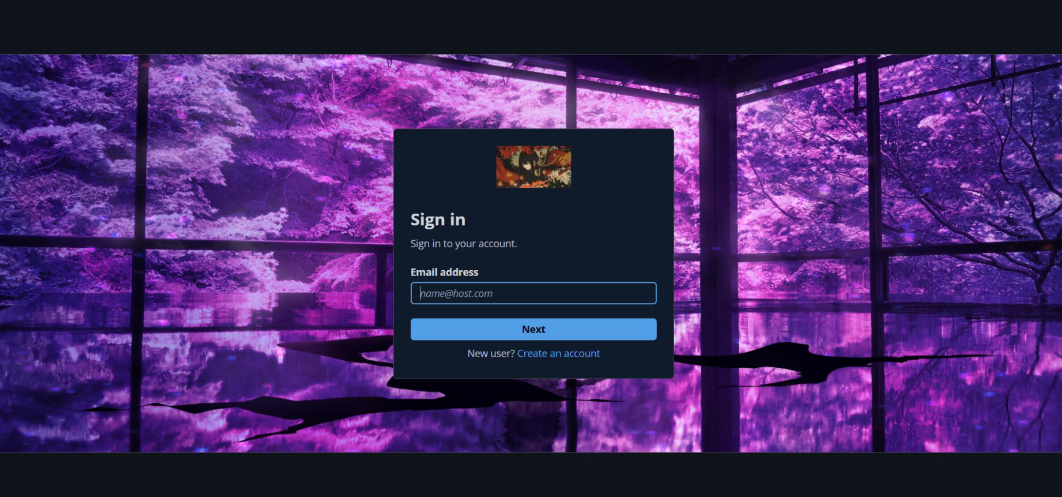 Sign in
Sign in to your account.
Email address
name@host.com
Next
New user? Create an account